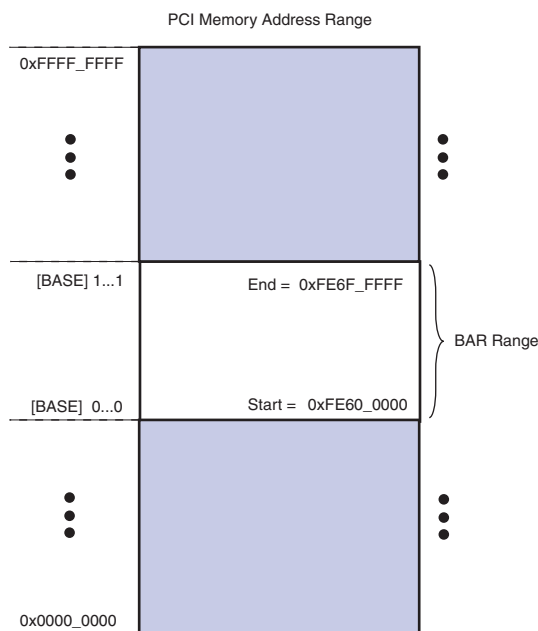 PCI Memory Address Range
0xFFFF_FFFF
[BASE] 1...1
End = 0xFE6F_FFFF
BAR Range
[BASE] 0...0
Start = 0xFE60_0000
0x0000_0000